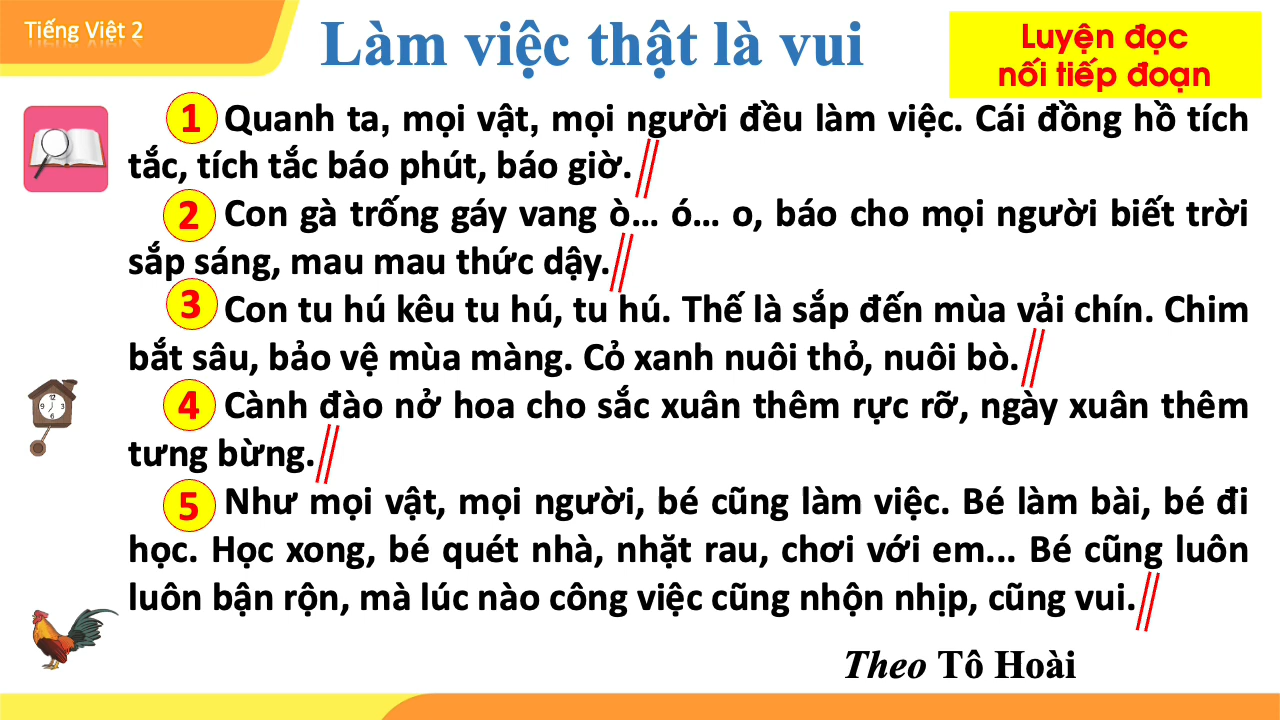 Tiếng Việt 2
Làm việc thật là vui
Luyện đọc
nối tiếp đoạn
1 Quanh ta, mọi vật, mọi người đều làm việc. Cái đồng hồ tích
tắc, tích tắc báo phút, báo giờ.
2 Con gà trống gáy vang ò... ó... o, báo cho mọi người biết trời
sắp sáng, mau mau thức dậy.
3 Con tu hú kêu tu hú, tu hú. Thế là sắp đến mùa vải chín. Chim
bắt sâu, bảo vệ mùa màng. Cỏ xanh nuôi thỏ, nuôi bò.
4 Cành đào nở hoa cho sắc xuân thêm rực rỡ, ngày xuân thêm
tưng bừng.
5 Như mọi vật, mọi người, bé cũng làm việc. Bé làm bài, bé đi
học. Học xong, bé quét nhà, nhặt rau, chơi với em... Bé cũng luôn
luôn bận rộn, mà lúc nào công việc cũng nhộn nhịp, cũng vui.
Theo Tô Hoài
12
9 3
6